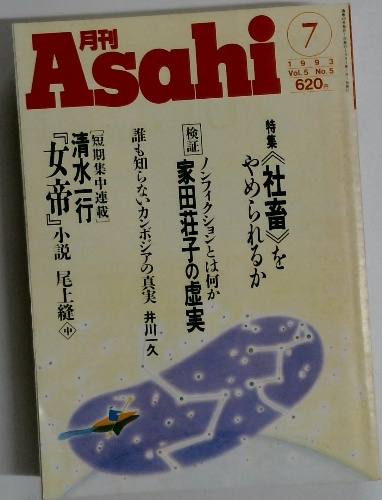 月刊
Asahi
7
1993
Vol.5 No.5
620円
特集《社畜》を
やめられるか
[検証]ノンフィクションとは何か
家田荘子の虚実
誰も知らないカンボジアの真実 井川一久
[短期集中連載]
清水一行
『女帝』小説 尾上縫 中